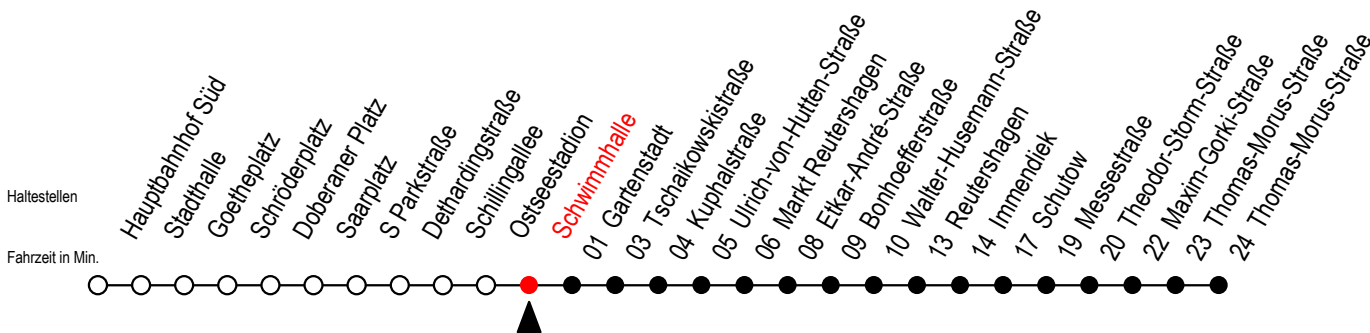 Haltestellen
Fahrzeit in Min.
Hauptbahnhof Süd
Stadthalle
Goetheplatz
Schröderplatz
Doberaner Platz
Saarplatz
S Parkstraße
Dethardingstraße
Schillingallee
Ostseestadion
Schwimmhalle
01 Gartenstadt
03 Tschaikowskistraße
04 Kuphalstraße
05 Ulrich-von-Hutten-Straße
06 Markt Reutershagen
08 Etkar-André-Straße
09 Bonhoefferstraße
10 Walter-Husemann-Straße
13 Reutershagen
14 Immendiek
17 Schutow
19 Messestraße
20 Theodor-Storm-Straße
22 Maxim-Gorki-Straße
23 Thomas-Morus-Straße
24 Thomas-Morus-Straße